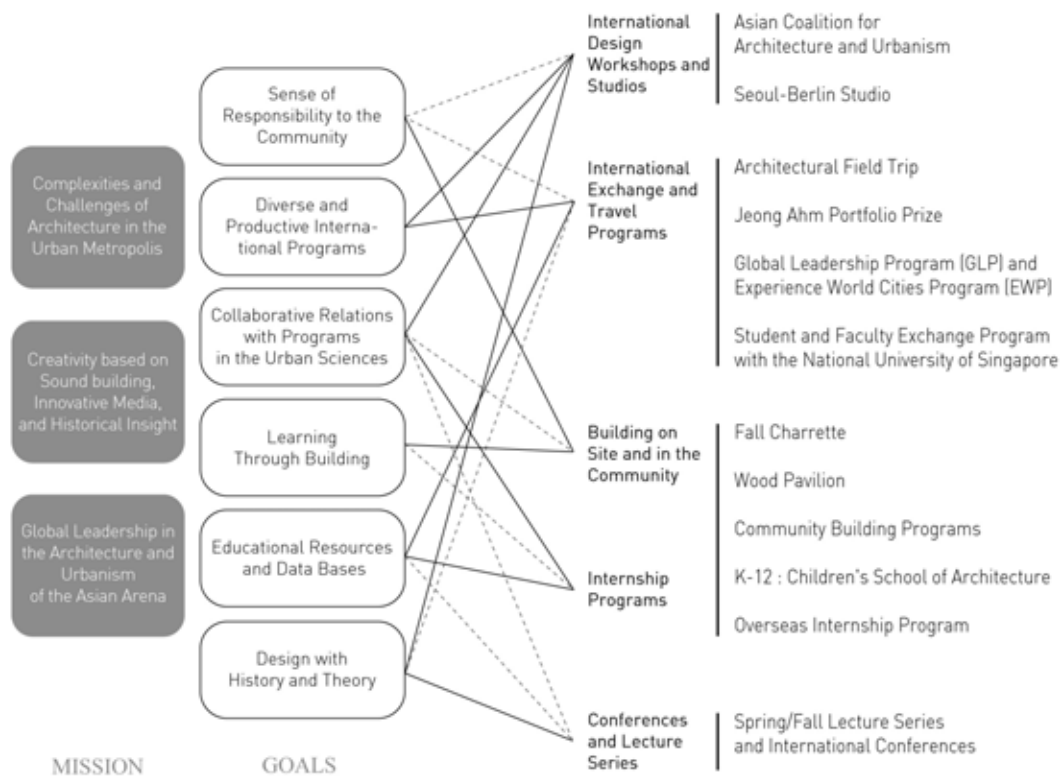 Complexities and
Challenges of
Architecture in the
Urban Metropolis
Creativity based on
Sound building,
Innovative Media,
and Historical Insight
Global Leadership in
the Architecture and
Urbanism
of the Asian Arena
MISSION
Sense of
Responsibility to the
Community
Diverse and
Productive Interna-
tional Programs
Collaborative Relations
with Programs
in the Urban Sciences
Learning
Through Building
Educational Resources
and Data Bases
Design with
History and Theory
GOALS
International
Design
Workshops and
Studios
Asian Coalition for
Architecture and Urbanism
Seoul-Berlin Studio
International
Exchange and
Travel
Programs
Architectural Field Trip
Jeong Ahm Portfolio Prize
Global Leadership Program (GLP) and
Experience World Cities Program (EWP)
Student and Faculty Exchange Program
with the National University of Singapore
Building on
Site and in the
Community
Fall Charrette
Wood Pavilion
Community Building Programs
K-12 : Children's School of Architecture
Overseas Internship Program
Internship
Programs
Conferences
and Lecture
Series
Spring/Fall Lecture Series
and International Conferences